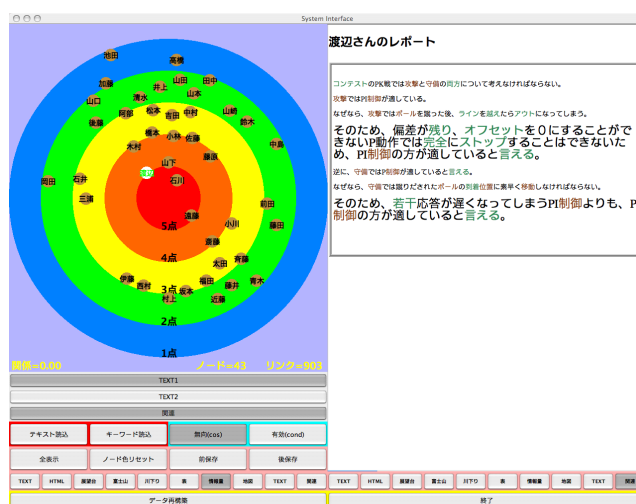 System Interface
池田
高橋
加藤
山田
田中
井上
清水
山本
山口
阿部
松本
吉田
中村
山崎
後藤
鈴木
橋本
小林
佐藤
中島
木村
藤原
山下
渡辺
石川
岡田
石井
三浦
前田
遠藤
小川
藤田
5点
斎藤
4点
太田
斉藤
伊藤
西村
福田
青木
3点
坂本
藤井
村上
近藤
2点
1点
関係=0.00
ノード=43
リンク=903
渡辺さんのレポート
コンテストのPK戦では攻撃と守備の両方について考えなければならない。
攻撃ではPI制御が適している。
なぜなら、攻撃ではボールを蹴った後、ラインを越えたらアウトになってしまう。
そのため、偏差が残り、オフセットを０にすることがで
きないP動作では完全にストップすることはできないた
め、PI制御の方が適していると言える。
逆に、守備ではP制御が適していると言える。
なぜなら、守備では蹴りだされたボールの到着位置に素早く移動しなければならない。
そのため、若干応答が遅くなってしまうPI制御よりも、P
制御の方が適していると言える。
TEXT1
TEXT2
関連
テキスト読込
キーワード読込
無向(cos)
有効(cond)
全表示
ノード色リセット
前保存
後保存
TEXT
HTML
展望台
富士山
川下り
表
情報量
地図
TEXT
関連
TEXT
HTML
展望台
富士山
川下り
表
情報量
地図
TEXT
関連
データ再構築
終了